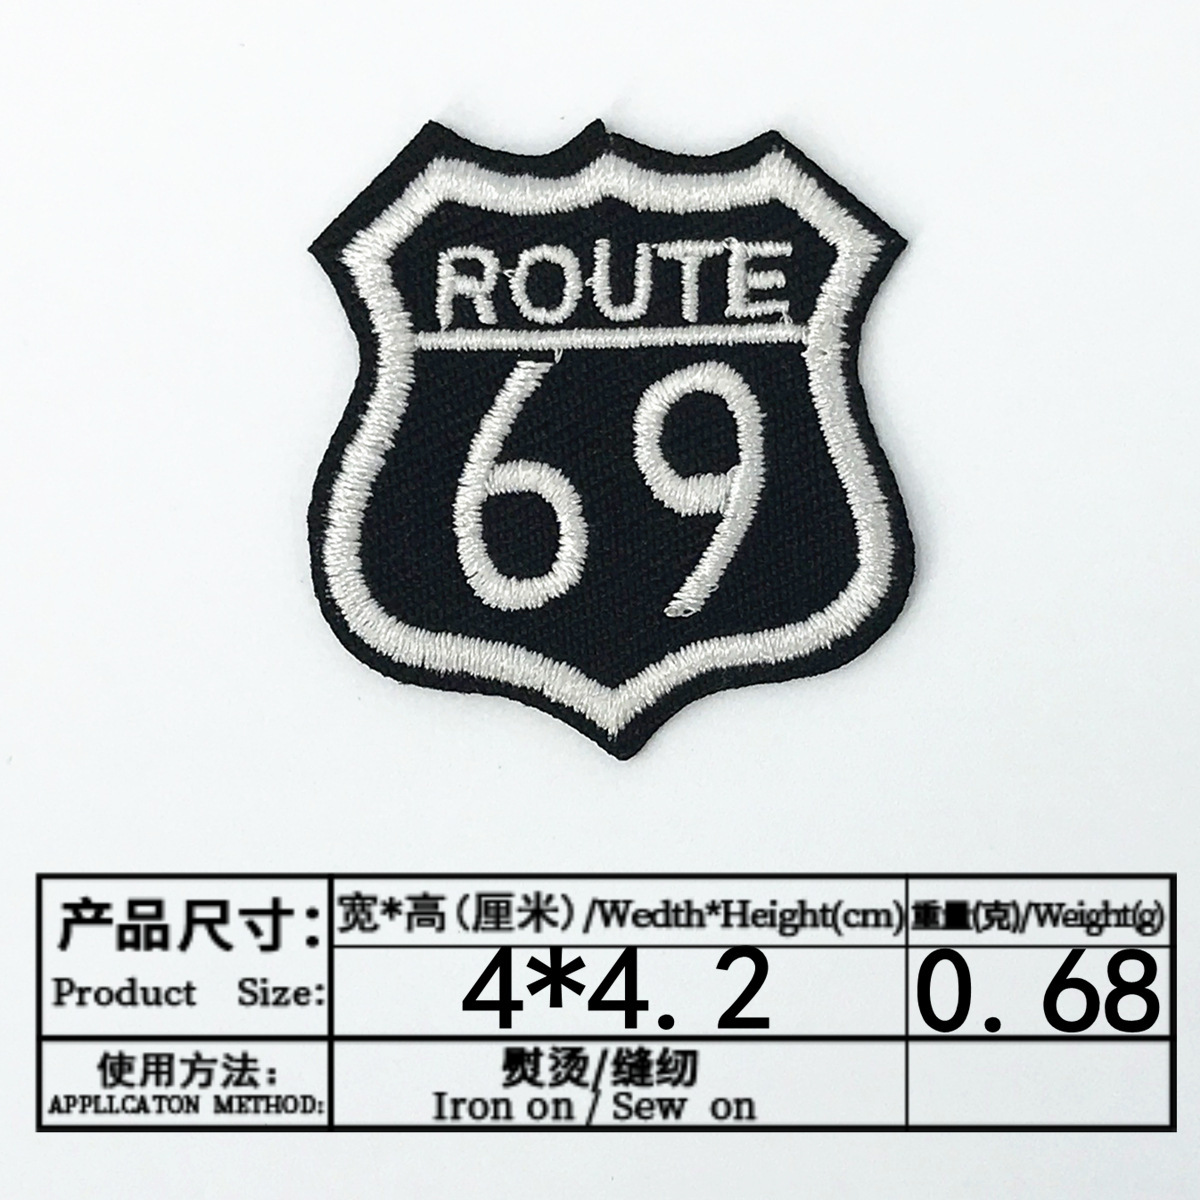 ROUTE
69
产品尺寸:
Product Size:
宽*高(厘米)/Wedth*Height(cm)
重量(克)/Weight(g)
4*4.2
0.68
使用方法:
APPLLCATON METHOD:
熨烫/缝纫
Iron on / Sew on